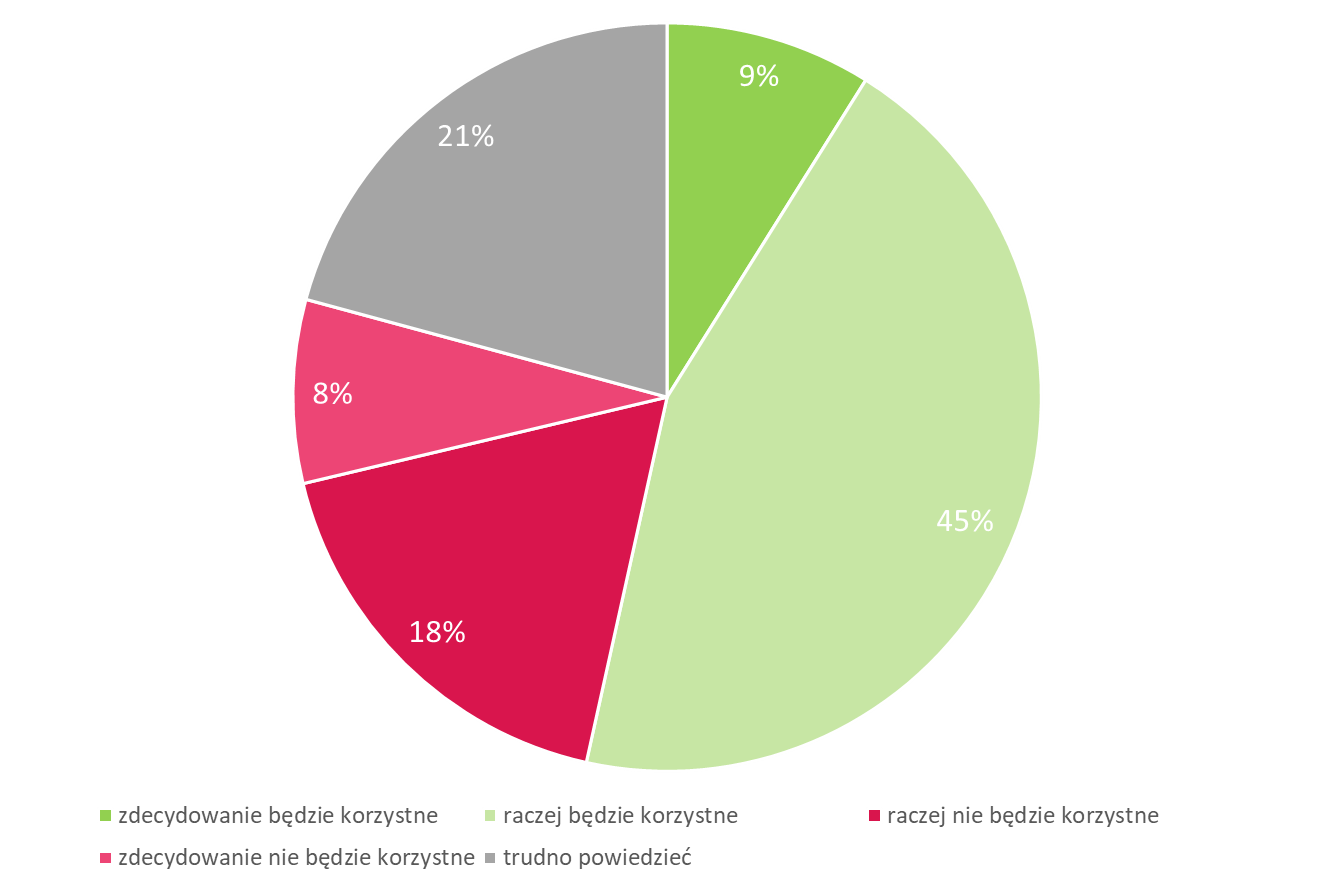 9%
21%
8%
45%
18%
zdecydowanie będzie korzystne raczej będzie korzystne raczej nie będzie korzystne
zdecydowanie nie będzie korzystne trudno powiedzieć